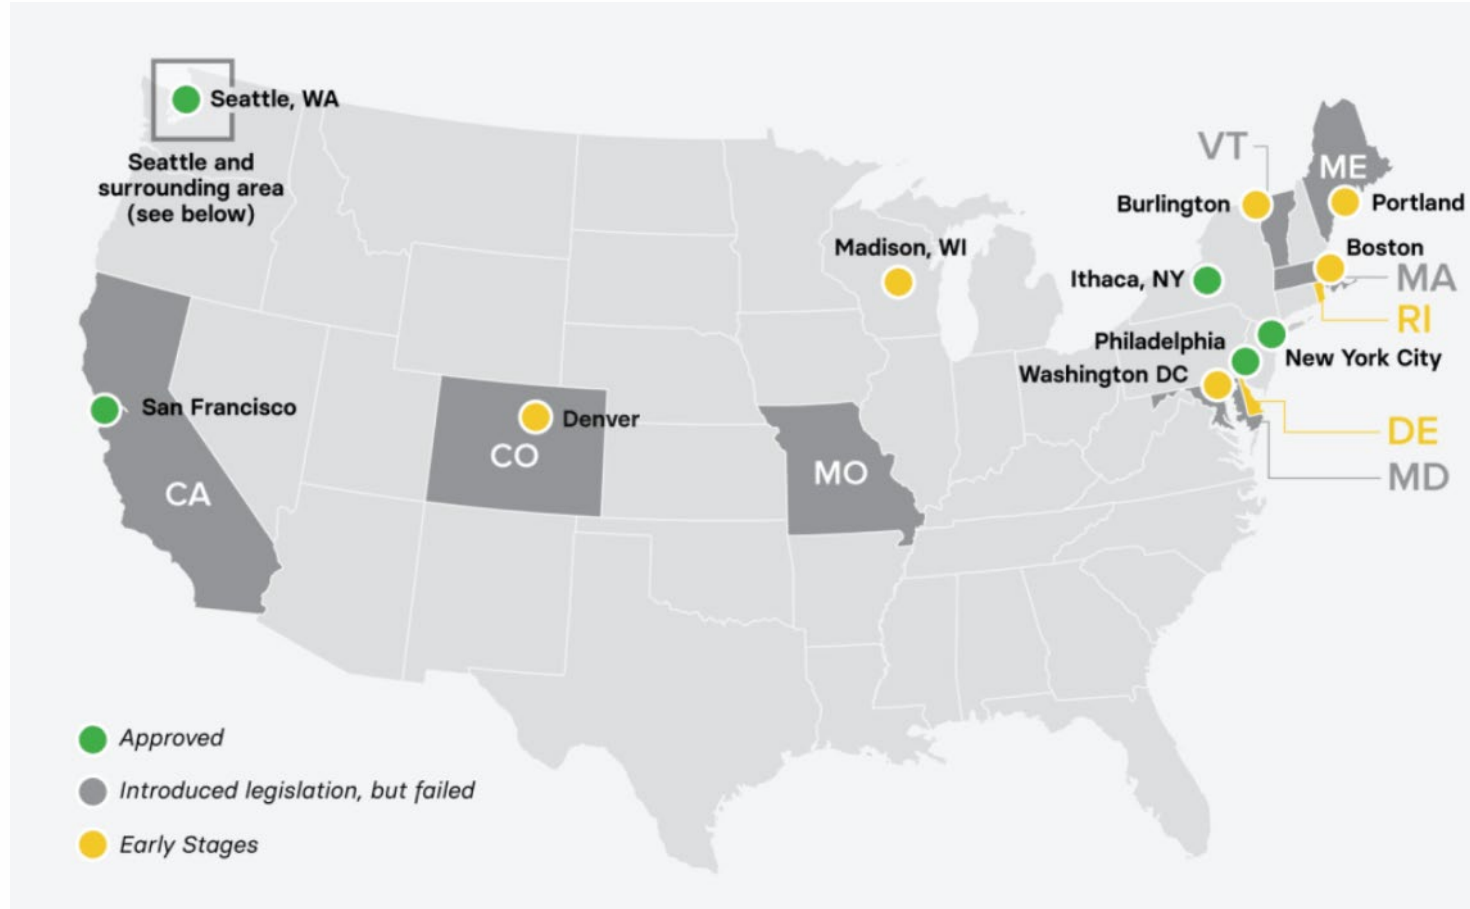 Seattle, WA
Seattle and
surrounding area
(see below)
VT
ME
Burlington
Portland
Madison, WI
Boston
Ithaca, NY
MA
RI
Philadelphia
New York City
Washington DC
San Francisco
Denver
CO
DE
MO
MD
CA
Approved
Introduced legislation, but failed
Early Stages